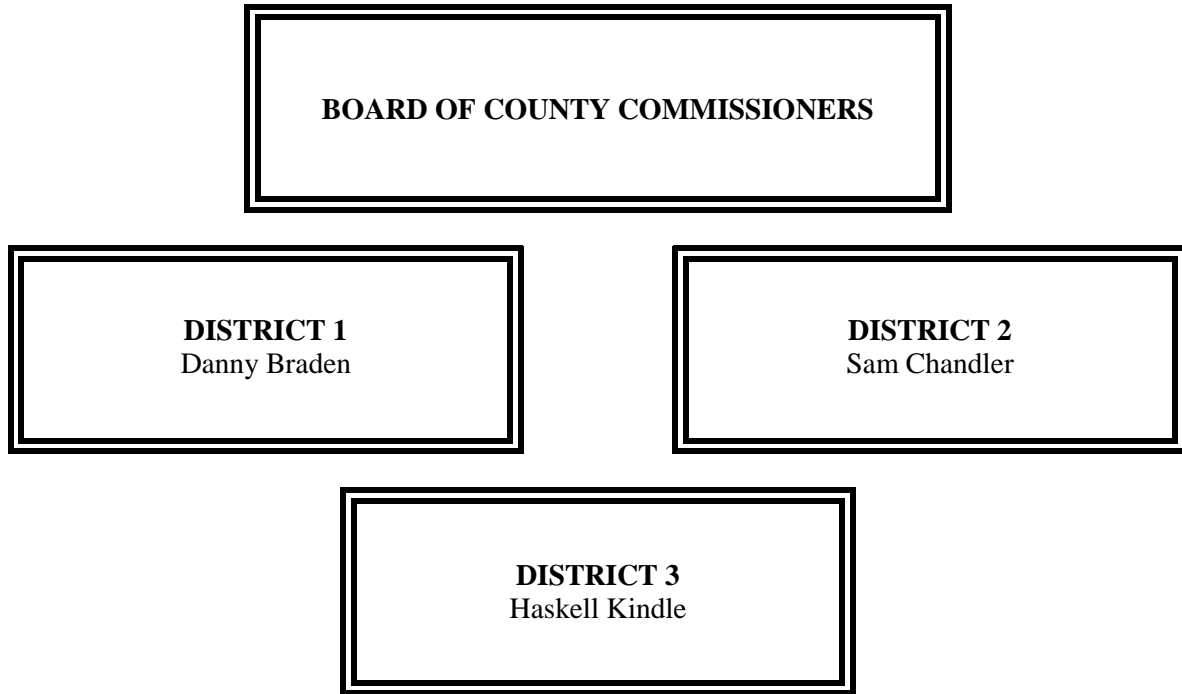 BOARD OF COUNTY COMMISSIONERS
DISTRICT 1
Danny Braden
DISTRICT 2
Sam Chandler
DISTRICT 3
Haskell Kindle